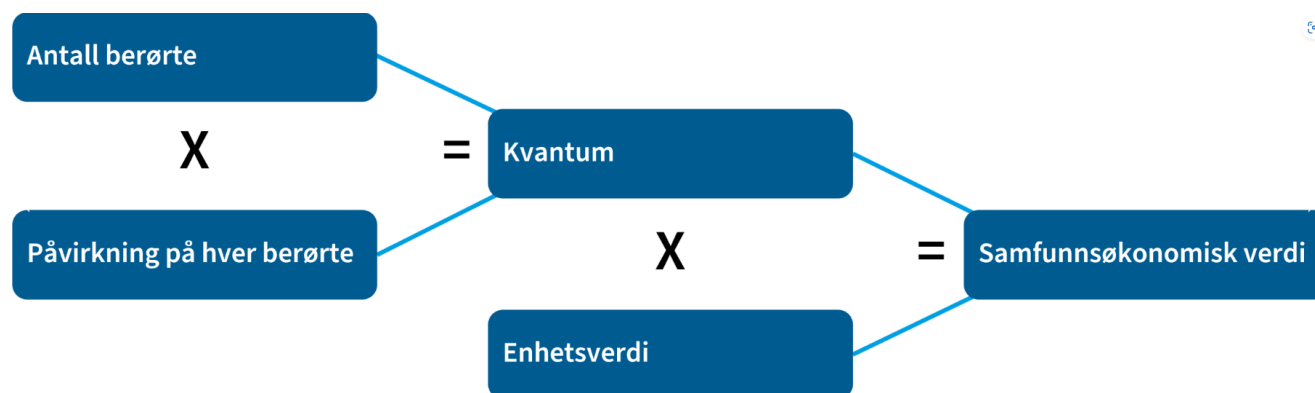 Antall berørte
X
=
Kvantum
Påvirkning på hver berørte
X
=
Samfunnsøkonomisk verdi
Enhetsverdi